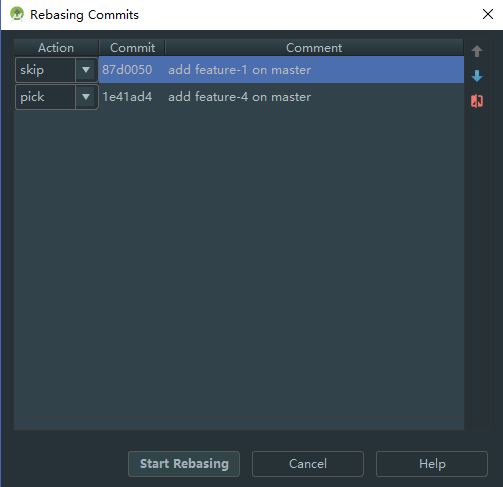 Rebasing Commits
Action Commit Comment
skip 87d0050 add feature-1 on master
pick 1e41ad4 add feature-4 on master
Start Rebasing Cancel Help